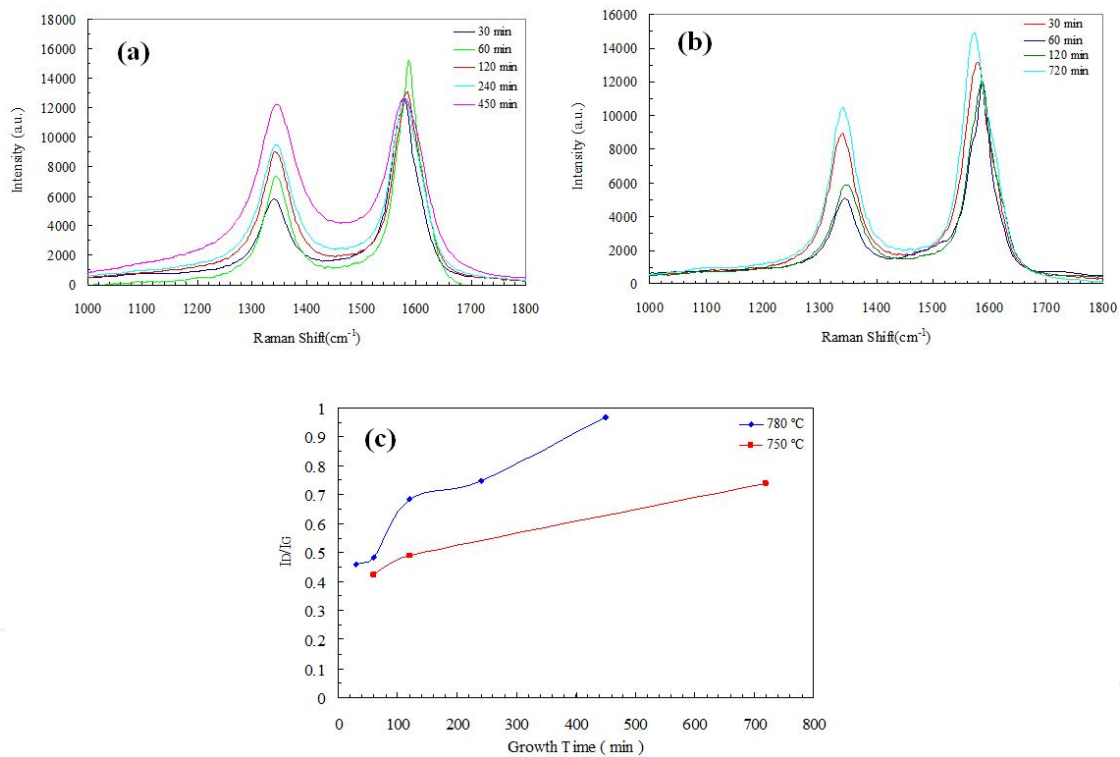 (a)
18000
16000
14000
12000
10000
8000
6000
4000
2000
0
Intensity (a.u.)
30 min
60 min
120 min
240 min
450 min
1000 1100 1200 1300 1400 1500 1600 1700 1800
Raman Shift(cm-1)
(b)
16000
14000
12000
10000
8000
6000
4000
2000
0
Intensity (a.u.)
30 min
60 min
120 min
720 min
1000 1100 1200 1300 1400 1500 1600 1700 1800
Raman Shift(cm-1)
(c)
1
0.9
0.8
0.7
0.6
0.5
0.4
0.3
0.2
0.1
0
ID/IG
780 °C
750 °C
0 100 200 300 400 500 600 700 800
Growth Time ( min )